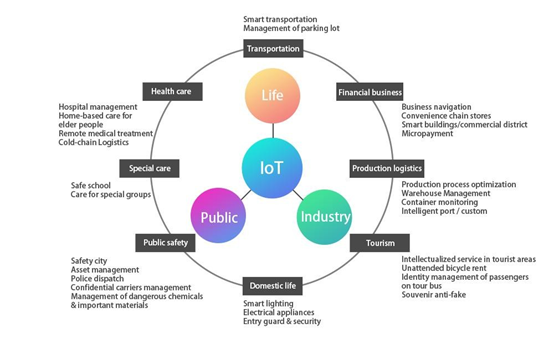 Smart transportation
Management of parking lot
Transportation
Life
Health care
Hospital management
Home-based care for
elder people
Remote medical treatment
Cold-chain Logistics
Financial business
Business navigation
Convenience chain stores
Smart buildings/commercial district
Micropayment
IoT
Special care
Safe school
Care for special groups
Production logistics
Production process optimization
Warehouse Management
Container monitoring
Intelligent port / custom
Public
Industry
Public safety
Safety city
Asset management
Police dispatch
Confidential carriers management
Management of dangerous chemicals
& important materials
Tourism
Intellectualized service in tourist areas
Unattended bicycle rent
Identity management of passengers
on tour bus
Souvenir anti-fake
Domestic life
Smart lighting
Electrical appliances
Entry guard & security